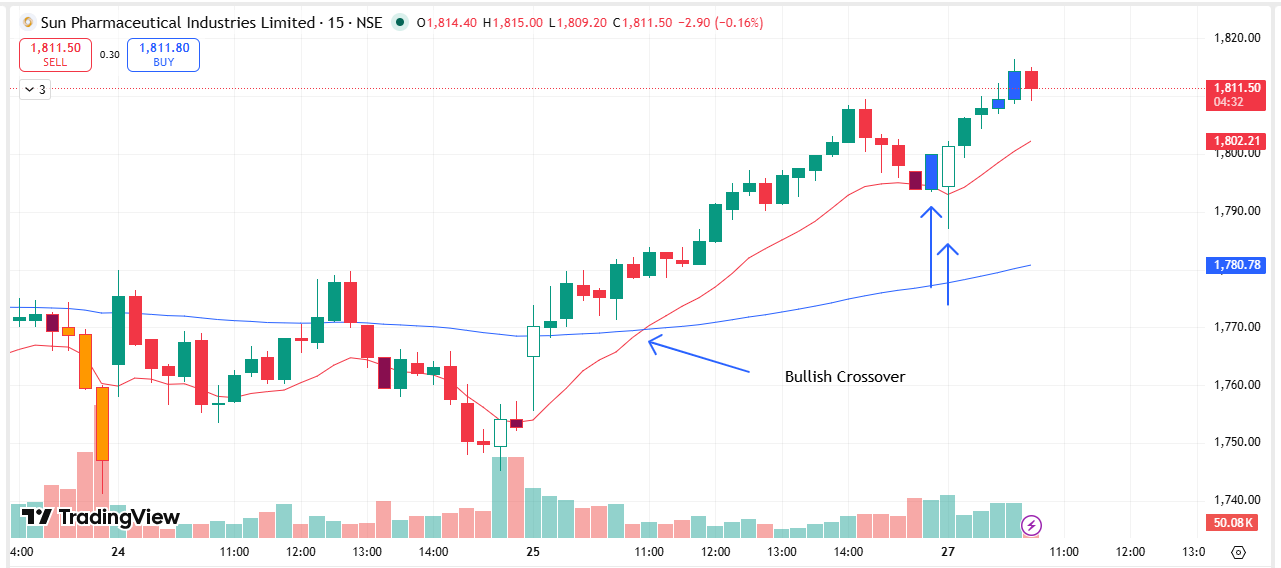 Sun Pharmaceutical Industries Limited · 15 · NSE O1,814.40 H1,815.00 L1,809.20 C1,811.50 −2.90 (−0.16%)
1,811.50 SELL
0.30
1,811.80 BUY
3
1,820.00
1,811.50
04:32
1,802.21
1,800.00
1,790.00
1,780.78
1,770.00
Bullish Crossover
1,760.00
1,750.00
1,740.00
TradingView
50.08K
4:00 24 11:00 12:00 13:00 14:00 25 11:00 12:00 13:00 14:00 27 11:00 12:00 13:0